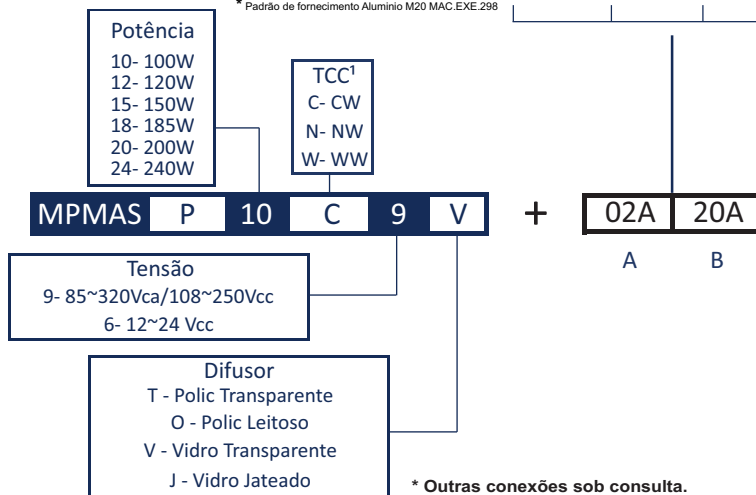 * Padrão de fornecimento Aluminio M20 MAC.EXE.298
Potência
10- 100W
12- 120W
15- 150W
18- 185W
20- 200W
24- 240W
TCC¹
C- CW
N- NW
W- WW
MPMAS P 10 C 9 V + 02A 20A
A B
Tensão
9- 85~320Vca/108~250Vcc
6- 12~24 Vcc
Difusor
T - Polic Transparente
O - Polic Leitoso
V - Vidro Transparente
J - Vidro Jateado
* Outras conexões sob consulta.